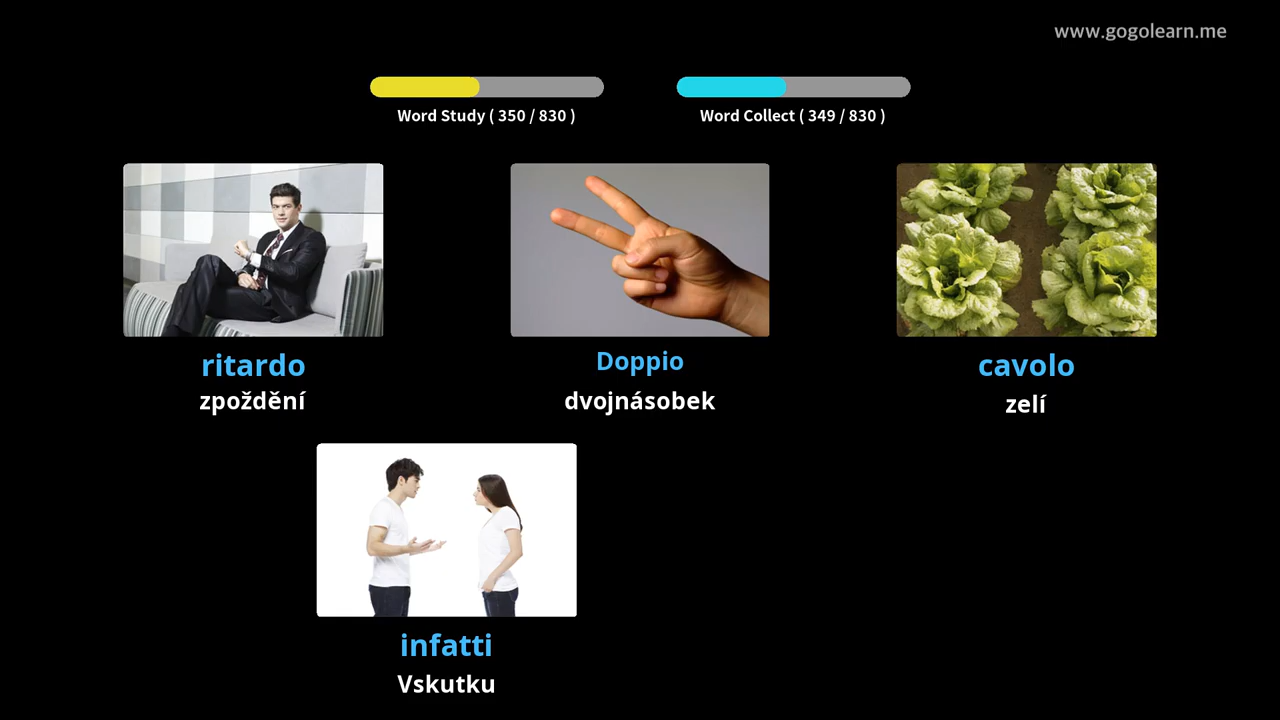 www.gogolearn.me
Word Study ( 350 / 830 )
Word Collect ( 349 / 830 )
ritardo
zpoždění
Doppio
dvojnásobek
cavolo
zelí
infatti
Vskutku